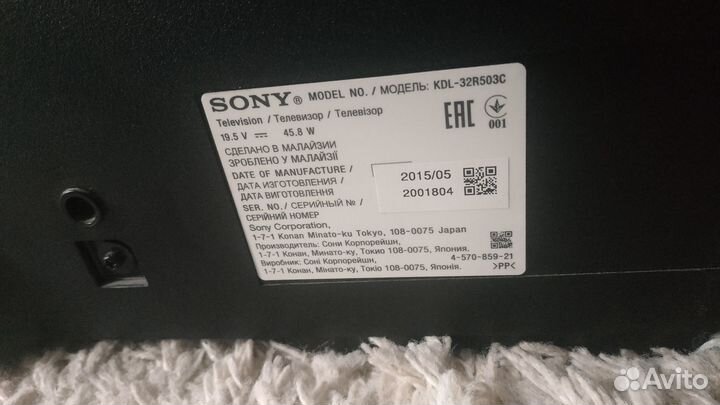 SONY® MODEL NO. / МОДЕЛЬ: KDL-32R503C
Television / Телевизор / Телевізор
19.5 V ⎓ 45.8 W
EAC
001
СДЕЛАНО В МАЛАЙЗИИ
ЗРОБЛЕНО У МАЛАЙЗІЇ
DATE OF MANUFACTURE /
ДАТА ИЗГОТОВЛЕНИЯ /
ДАТА ВИГОТОВЛЕННЯ
2015/05
SER. NO. / СЕРИЙНЫЙ № /
СЕРІЙНИЙ НОМЕР
2001804
Sony Corporation,
1-7-1 Konan Minato-ku Tokyo, 108-0075 Japan
Производитель: Сони Корпорейшн,
1-7-1 Конан, Минато-ку, Токио 108-0075, Япония.
Виробник: Соні Корпорейшн,
1-7-1 Конан, Мінато-ку, Токіо 108-0075, Японія.
4-570-859-21
>PP<
Avito